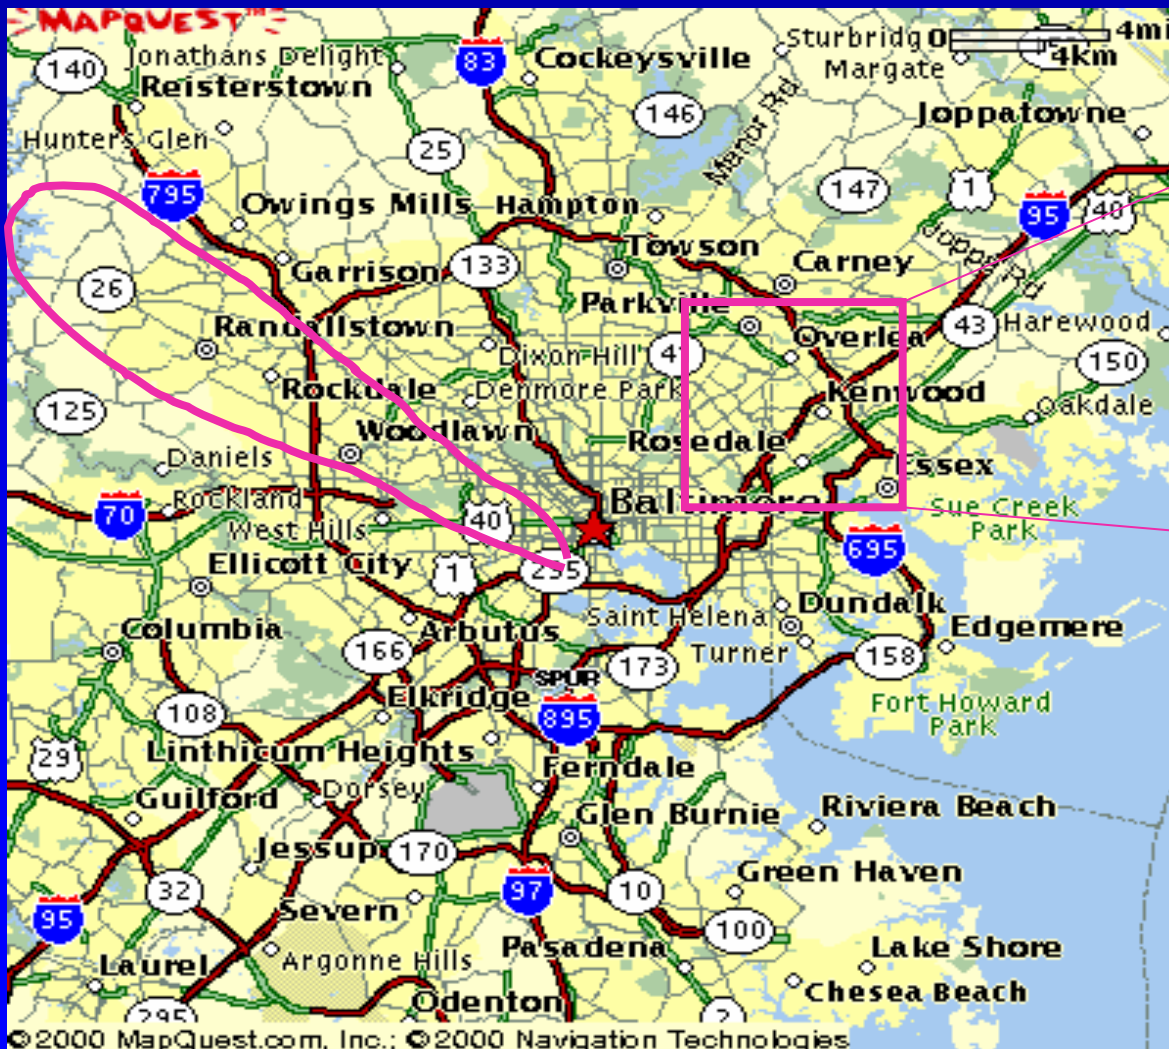 MAPQUEST™
Sturbridg 0 4mi
4km
Jonathans Delight
83
Cockeysville
Margate
140
Reisterstown
146
Manor Rd
Joppatowne
Hunters Glen
25
795
147
1
95
40
Owings Mills
Hampton
Joppa Rd
Towson
133
Carney
Garrison
26
Parkville
Randallstown
43
Harewood
Overlea
Dixon Hill
150
Rockdale
Denmore Park
Kenwood
125
Oakdale
Woodlawn
Rosedale
Daniels
Essex
Rockland
Baltimore
70
40
Sue Creek
Park
West Hills
695
Ellicott City
1
295
Saint Helena
Dundalk
Columbia
Arbutus
Edgemere
166
Turner
173
158
SPUR
Elkridge
Fort Howard
Park
108
895
29
Linthicum Heights
Ferndale
Dorsey
Guilford
Riviera Beach
Glen Burnie
Jessup
170
Green Haven
32
97
10
95
Severn
100
Pasadena
Lake Shore
Laurel
Argonne Hills
Chesea Beach
Odenton
295
2
©2000 MapQuest.com, Inc.; ©2000 Navigation Technologies